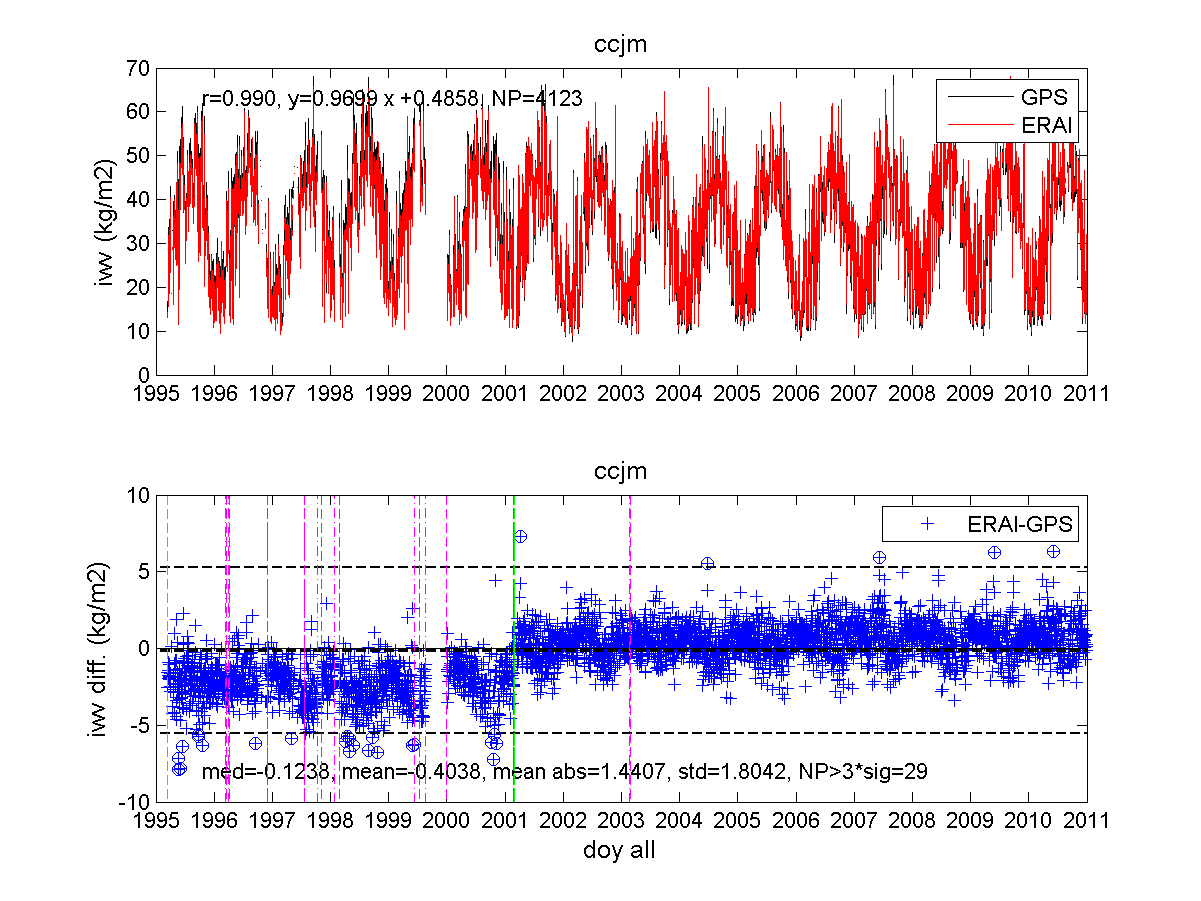 ccjm
70
60
50
40
30
20
10
0
iwv (kg/m2)
r=0.990, y=0.9699 x +0.4858, NP=4123
GPS
ERAI
1995 1996 1997 1998 1999 2000 2001 2002 2003 2004 2005 2006 2007 2008 2009 2010 2011
ccjm
10
5
0
-5
-10
iwv diff. (kg/m2)
ERAI-GPS
med=-0.1238, mean=-0.4038, mean abs=1.4407, std=1.8042, NP>3*sig=29
1995 1996 1997 1998 1999 2000 2001 2002 2003 2004 2005 2006 2007 2008 2009 2010 2011
doy all